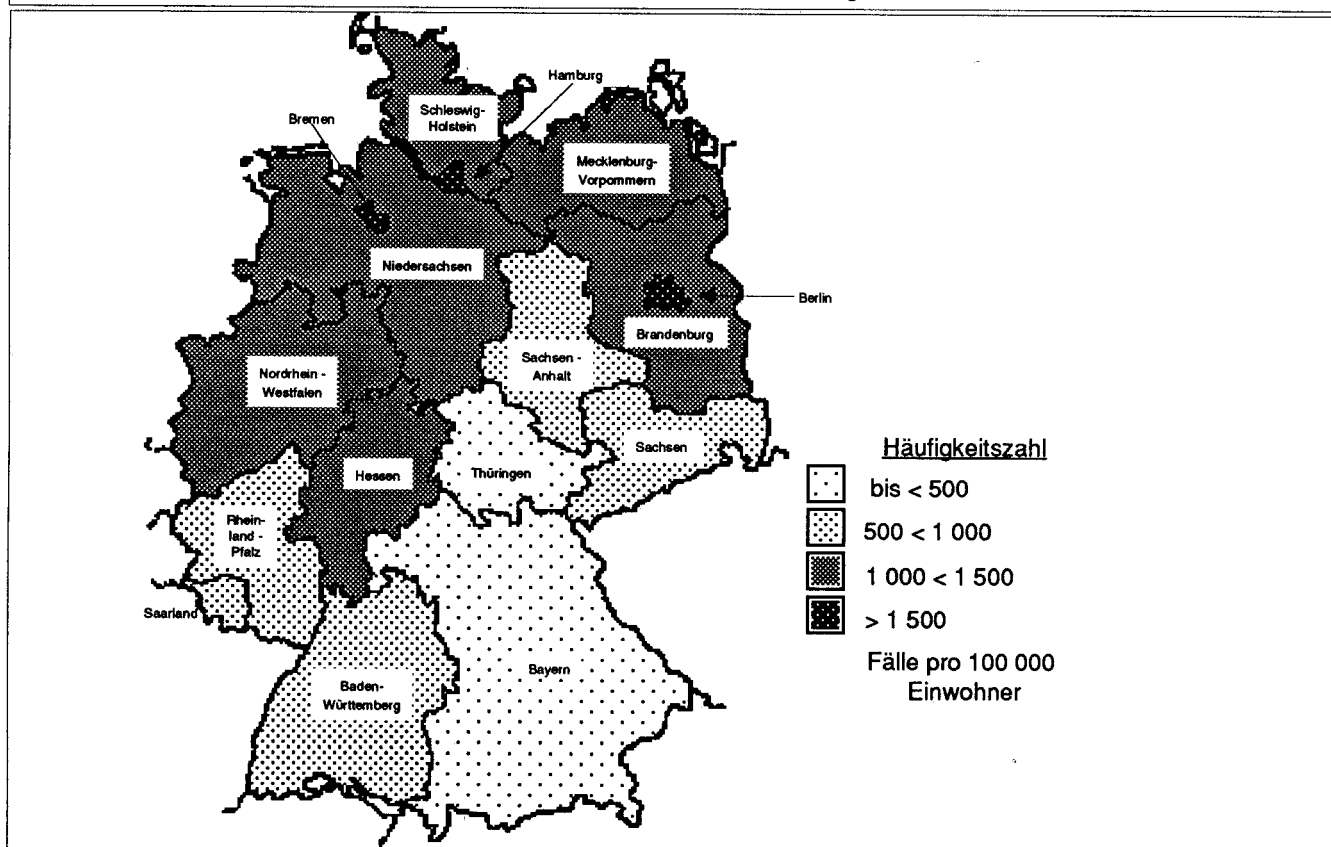 Hamburg
Schleswig-
Holstein
Bremen
Mecklenburg-
Vorpommern
Niedersachsen
Berlin
Brandenburg
Sachsen -
Anhalt
Nordrhein -
Westfalen
Sachsen
Hessen
Thüringen
Rhein-
land -
Pfalz
Saarland
Bayern
Baden-
Württemberg
Häufigkeitszahl
bis < 500
500 < 1 000
1 000 < 1 500
> 1 500
Fälle pro 100 000
Einwohner